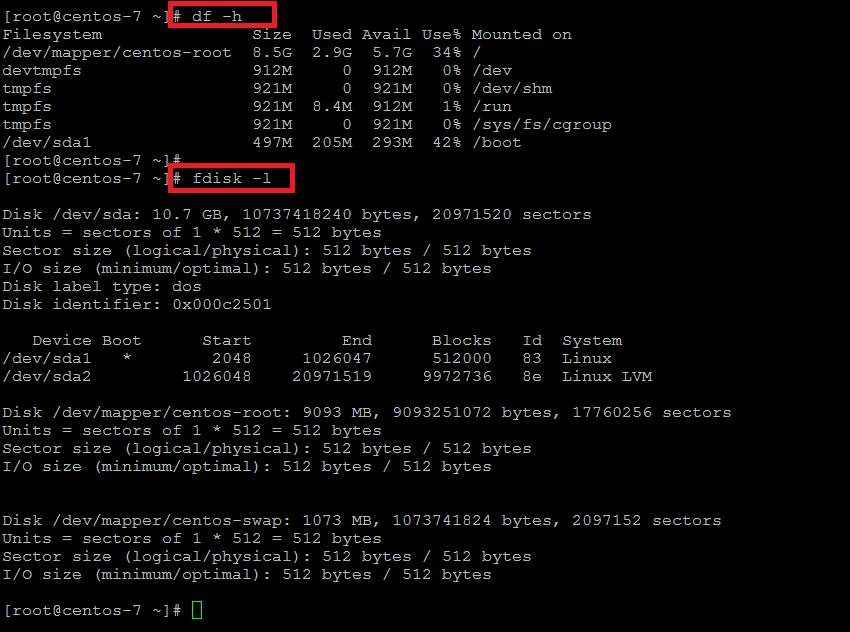 [root@centos-7 ~]# df -h
Filesystem               Size  Used Avail Use% Mounted on
/dev/mapper/centos-root  8.5G  2.9G  5.7G  34% /
devtmpfs                 912M     0  912M   0% /dev
tmpfs                    921M     0  921M   0% /dev/shm
tmpfs                    921M  8.4M  912M   1% /run
tmpfs                    921M     0  921M   0% /sys/fs/cgroup
/dev/sda1                497M  205M  293M  42% /boot
[root@centos-7 ~]#
[root@centos-7 ~]# fdisk -l
Disk /dev/sda: 10.7 GB, 10737418240 bytes, 20971520 sectors
Units = sectors of 1 * 512 = 512 bytes
Sector size (logical/physical): 512 bytes / 512 bytes
I/O size (minimum/optimal): 512 bytes / 512 bytes
Disk label type: dos
Disk identifier: 0x000c2501
   Device Boot      Start         End      Blocks   Id  System
/dev/sda1   *        2048     1026047      512000   83  Linux
/dev/sda2         1026048    20971519     9972736   8e  Linux LVM
Disk /dev/mapper/centos-root: 9093 MB, 9093251072 bytes, 17760256 sectors
Units = sectors of 1 * 512 = 512 bytes
Sector size (logical/physical): 512 bytes / 512 bytes
I/O size (minimum/optimal): 512 bytes / 512 bytes
Disk /dev/mapper/centos-swap: 1073 MB, 1073741824 bytes, 2097152 sectors
Units = sectors of 1 * 512 = 512 bytes
Sector size (logical/physical): 512 bytes / 512 bytes
I/O size (minimum/optimal): 512 bytes / 512 bytes
[root@centos-7 ~]#